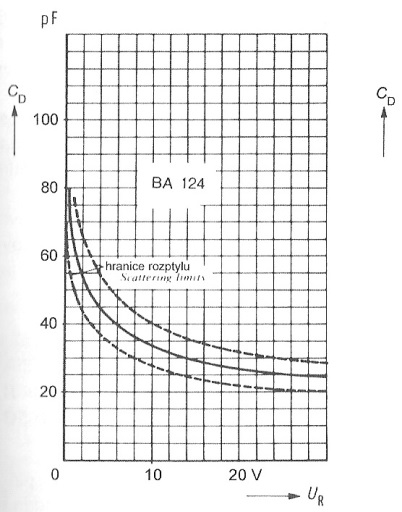 pF
C_D
C_D
100
80
BA 124
60
hranice rozptylu
Scattering limits
40
20
0 10 20 V
U_R